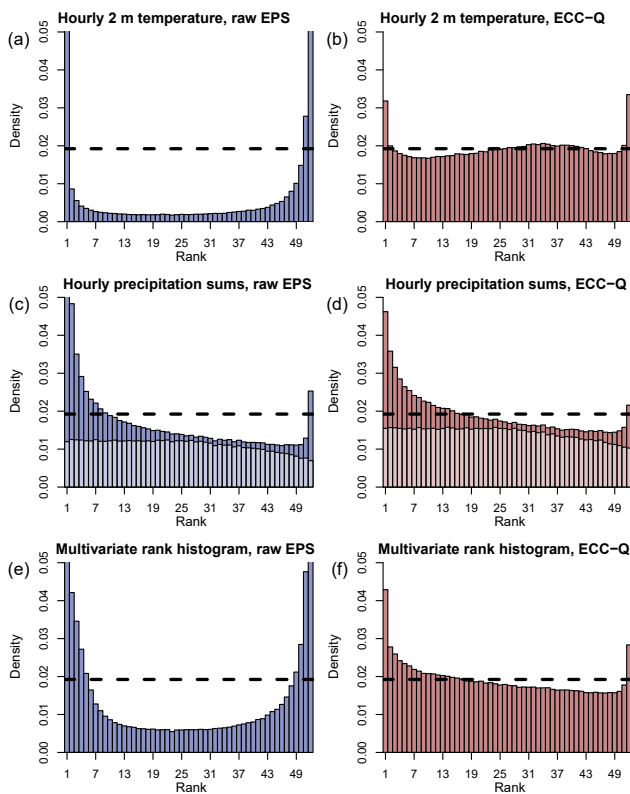 (a)
Hourly 2 m temperature, raw EPS
Density
0.00 0.01 0.02 0.03 0.04 0.05
1 7 13 19 25 31 37 43 49
Rank
(b)
Hourly 2 m temperature, ECC−Q
Density
0.00 0.01 0.02 0.03 0.04 0.05
1 7 13 19 25 31 37 43 49
Rank
(c)
Hourly precipitation sums, raw EPS
Density
0.00 0.01 0.02 0.03 0.04 0.05
1 7 13 19 25 31 37 43 49
Rank
(d)
Hourly precipitation sums, ECC−Q
Density
0.00 0.01 0.02 0.03 0.04 0.05
1 7 13 19 25 31 37 43 49
Rank
(e)
Multivariate rank histogram, raw EPS
Density
0.00 0.01 0.02 0.03 0.04 0.05
1 7 13 19 25 31 37 43 49
Rank
(f)
Multivariate rank histogram, ECC−Q
Density
0.00 0.01 0.02 0.03 0.04 0.05
1 7 13 19 25 31 37 43 49
Rank